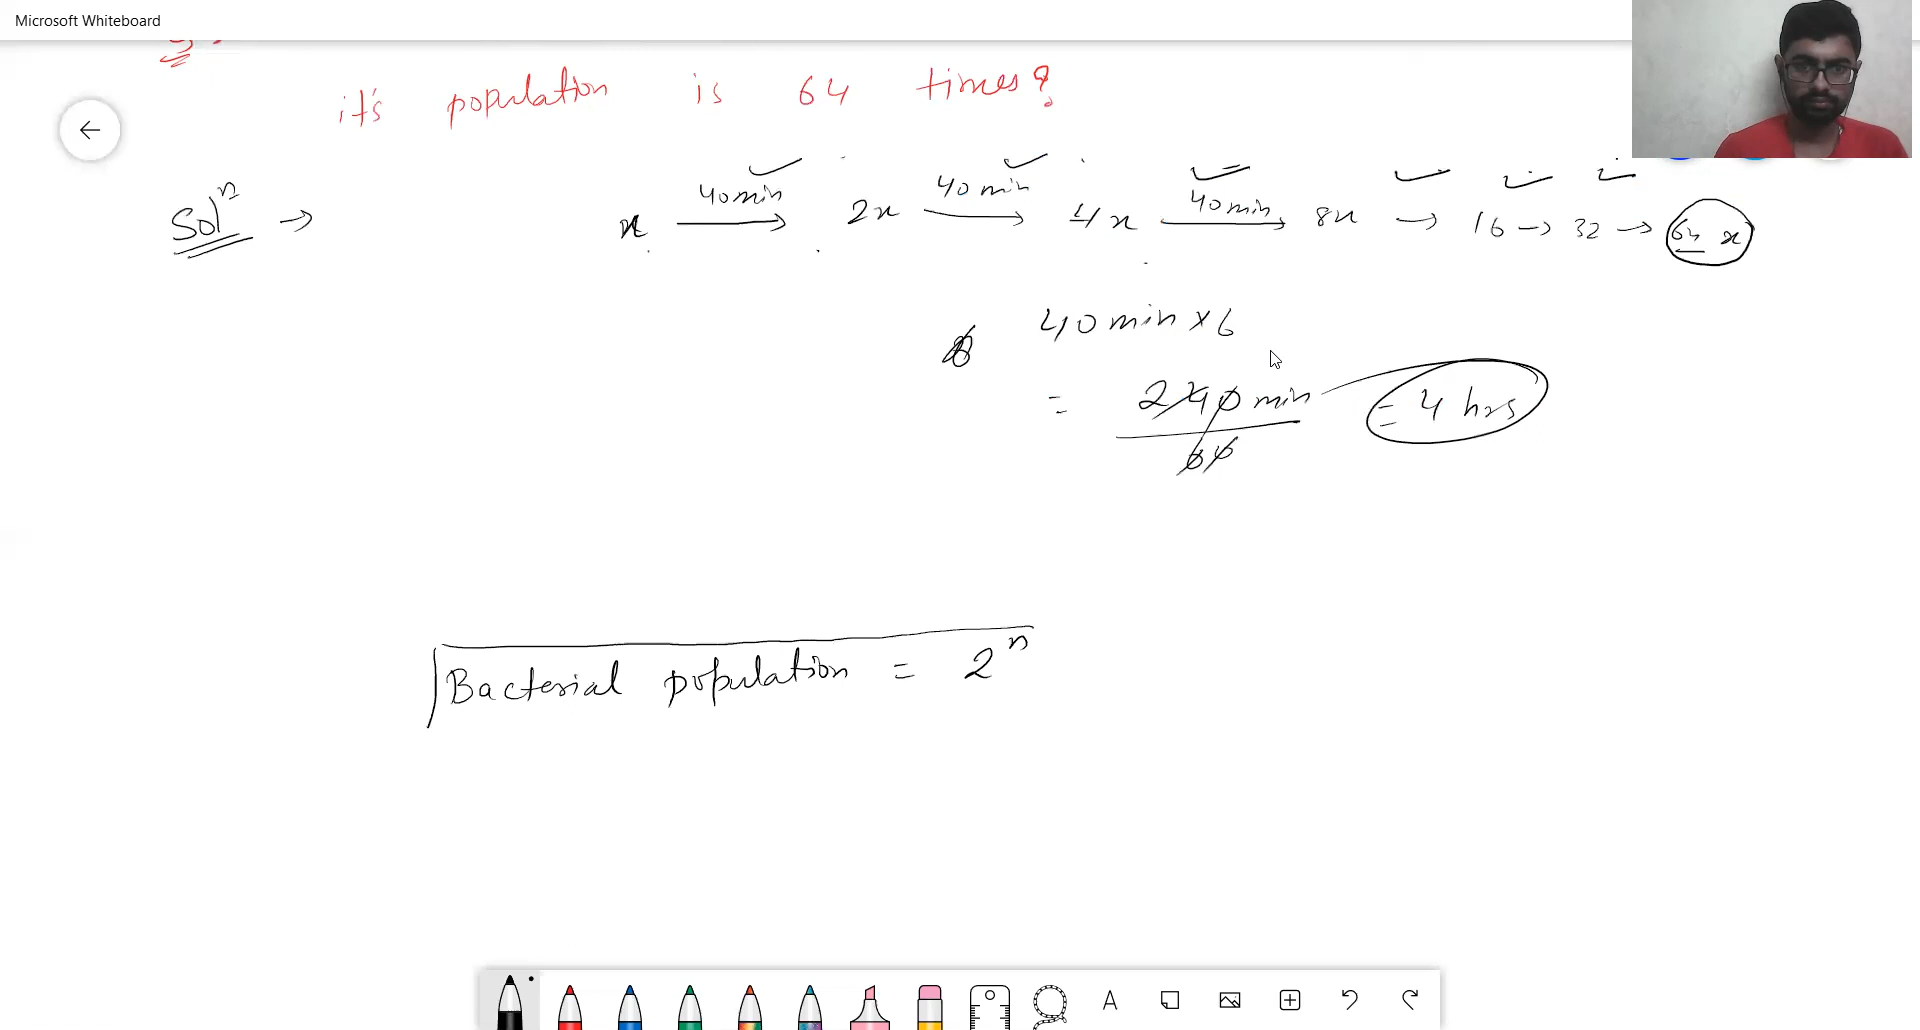 Microsoft Whiteboard
it's population is 64 times?
Solⁿ → x —40min→ 2x —40min→ 4x —40min→ 8x → 16 → 32 → 64 x
40 min × 6
= 240 min / 60 = 4 hrs
Bacterial population = 2ⁿ
A